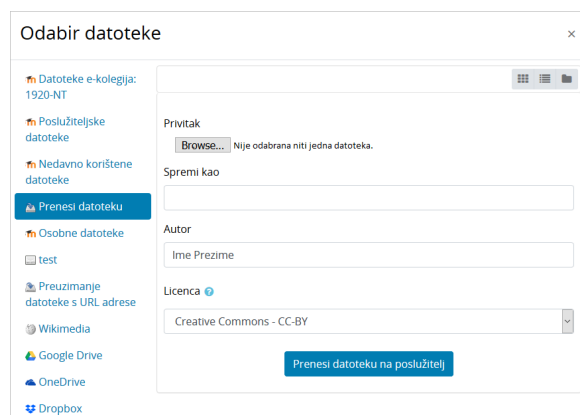 Odabir datoteke
×
Datoteke e-kolegija:
1920-NT
Poslužiteljske
datoteke
Nedavno korištene
datoteke
Prenesi datoteku
Osobne datoteke
test
Preuzimanje
datoteke s URL adrese
Wikimedia
Google Drive
OneDrive
Dropbox
Privitak
Browse... Nije odabrana niti jedna datoteka.
Spremi kao
Autor
Ime Prezime
Licenca ?
Creative Commons - CC-BY
Prenesi datoteku na poslužitelj